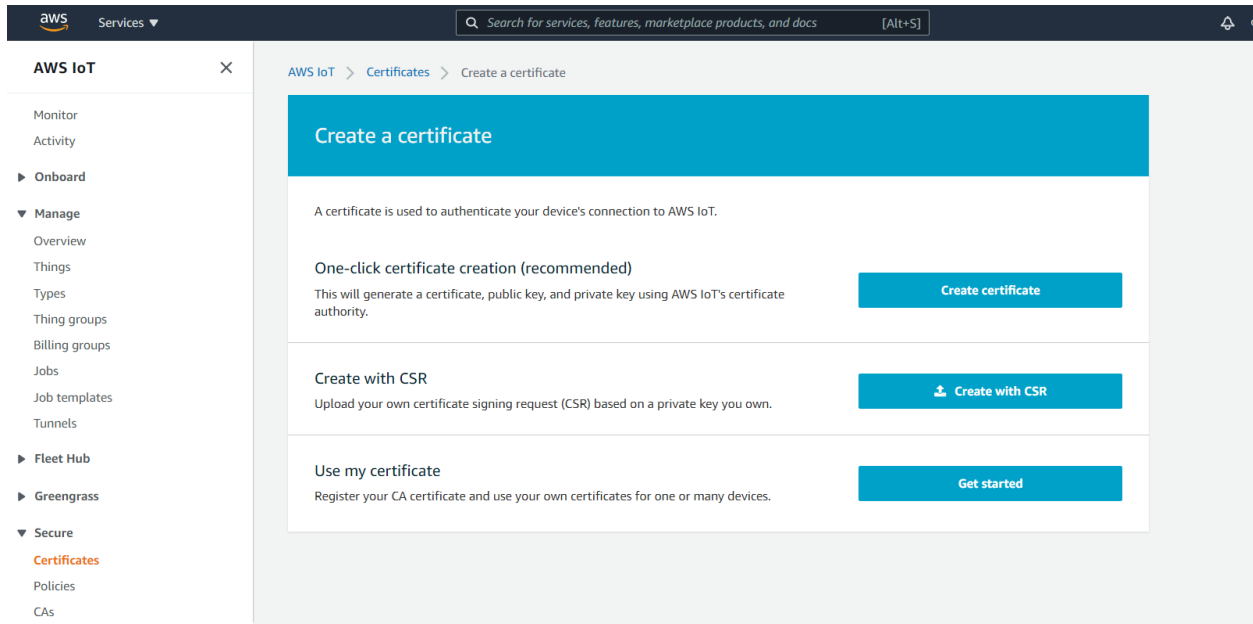 aws
Services ▼
Search for services, features, marketplace products, and docs [Alt+S]
AWS IoT
Monitor
Activity
Onboard
Manage
Overview
Things
Types
Thing groups
Billing groups
Jobs
Job templates
Tunnels
Fleet Hub
Greengrass
Secure
Certificates
Policies
CAs
AWS IoT > Certificates > Create a certificate
Create a certificate
A certificate is used to authenticate your device's connection to AWS IoT.
One-click certificate creation (recommended)
This will generate a certificate, public key, and private key using AWS IoT's certificate
authority.
Create certificate
Create with CSR
Upload your own certificate signing request (CSR) based on a private key you own.
Create with CSR
Use my certificate
Register your CA certificate and use your own certificates for one or many devices.
Get started